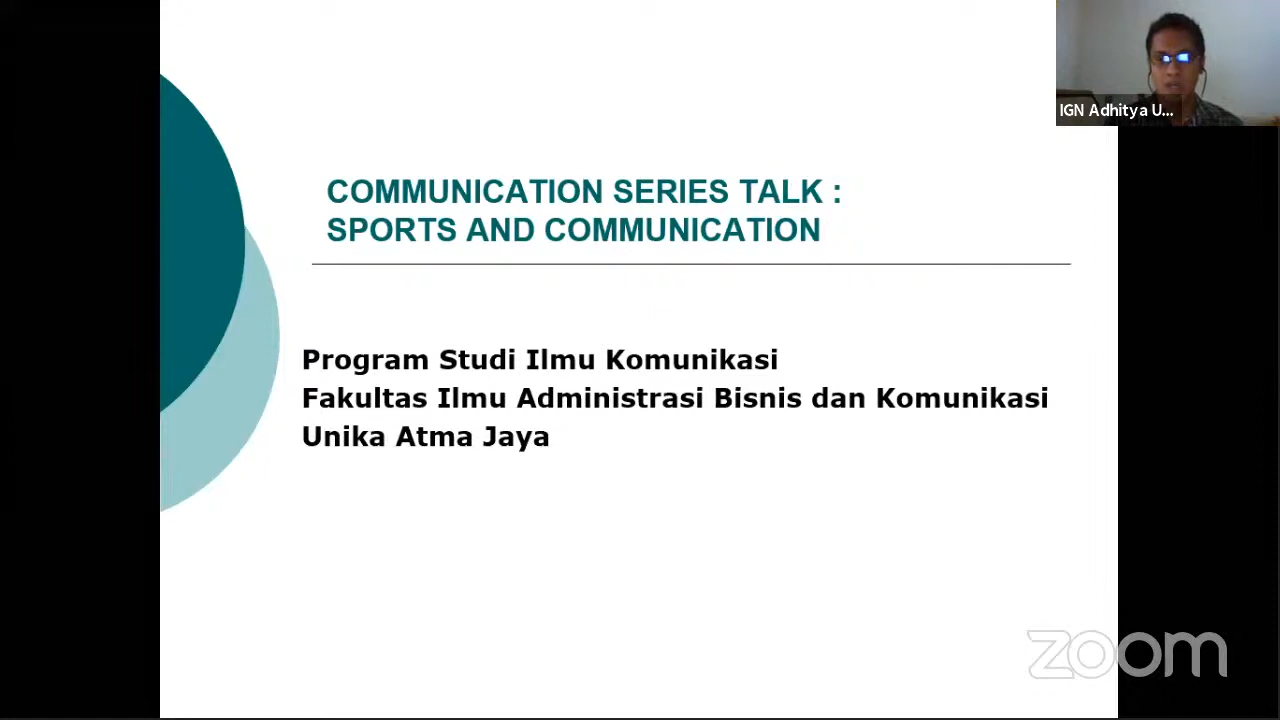 IGN Adhitya U...
COMMUNICATION SERIES TALK :
SPORTS AND COMMUNICATION
Program Studi Ilmu Komunikasi
Fakultas Ilmu Administrasi Bisnis dan Komunikasi
Unika Atma Jaya
zoom